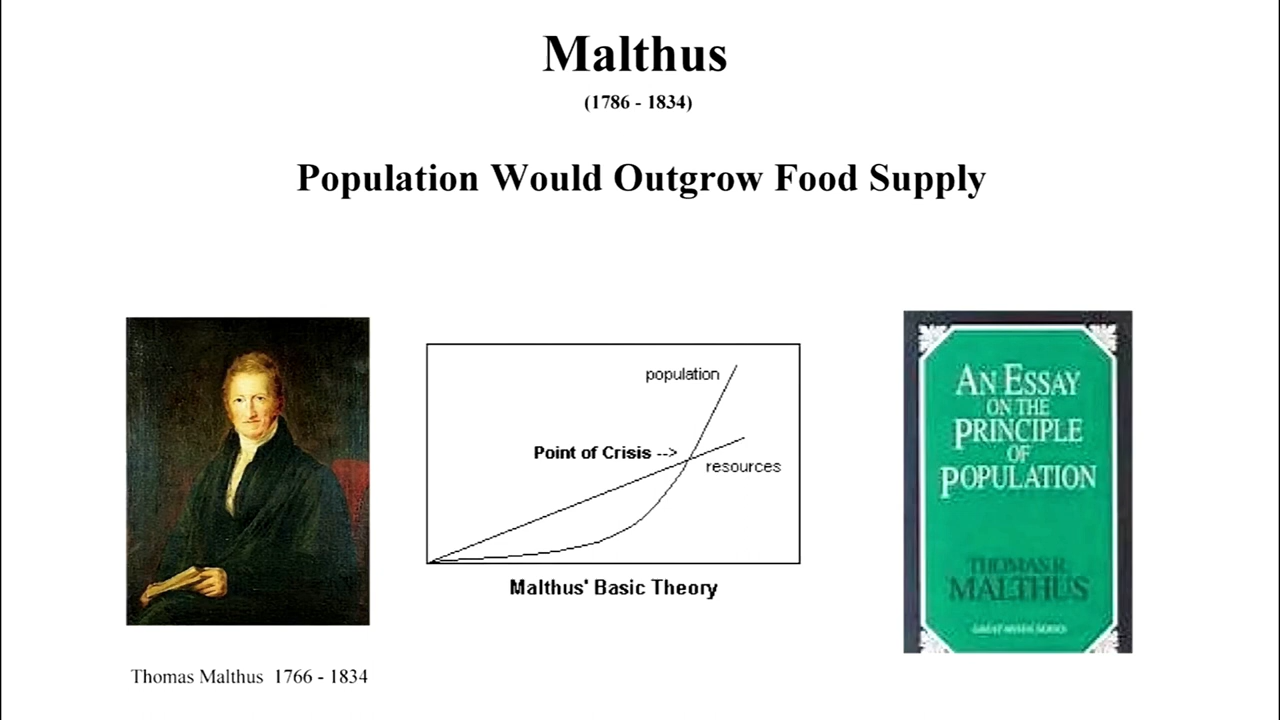 Malthus
(1786 - 1834)
Population Would Outgrow Food Supply
population
Point of Crisis -->
resources
Malthus' Basic Theory
AN ESSAY
ON THE
PRINCIPLE
OF
POPULATION
THOMAS R.
MALTHUS
GREAT MINDS SERIES
Thomas Malthus 1766 - 1834